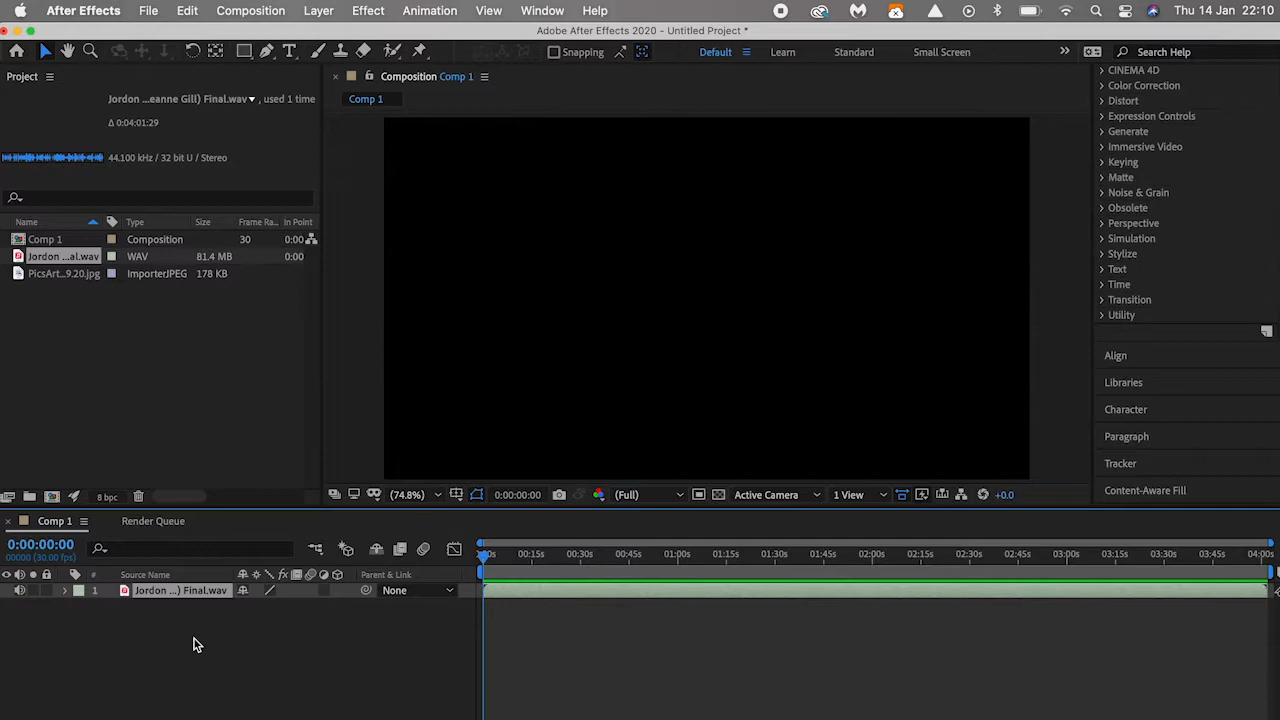 After Effects File Edit Composition Layer Effect Animation View Window Help Thu 14 Jan 22:10
Adobe After Effects 2020 - Untitled Project *
Snapping Default Learn Standard Small Screen Search Help
Project
Jordon ...eanne Gill) Final.wav , used 1 time
Δ 0:04:01:29
44.100 kHz / 32 bit U / Stereo
Name Type Size Frame Ra... In Point
Comp 1 Composition 30 0:00
Jordon ...al.wav WAV 81.4 MB 0:00
PicsArt...9.20.jpg ImporterJPEG 178 KB
8 bpc
Composition Comp 1
Comp 1
(74.8%) 0:00:00:00 (Full) Active Camera 1 View +0.0
CINEMA 4D
Color Correction
Distort
Expression Controls
Generate
Immersive Video
Keying
Matte
Noise & Grain
Obsolete
Perspective
Simulation
Stylize
Text
Time
Transition
Utility
Align
Libraries
Character
Paragraph
Tracker
Content-Aware Fill
Comp 1 Render Queue
0:00:00:00
00000 (30.00 fps)
00:15s 00:30s 00:45s 01:00s 01:15s 01:30s 01:45s 02:00s 02:15s 02:30s 02:45s 03:00s 03:15s 03:30s 03:45s 04:00s
# Source Name Parent & Link
1 Jordon ...) Final.wav None